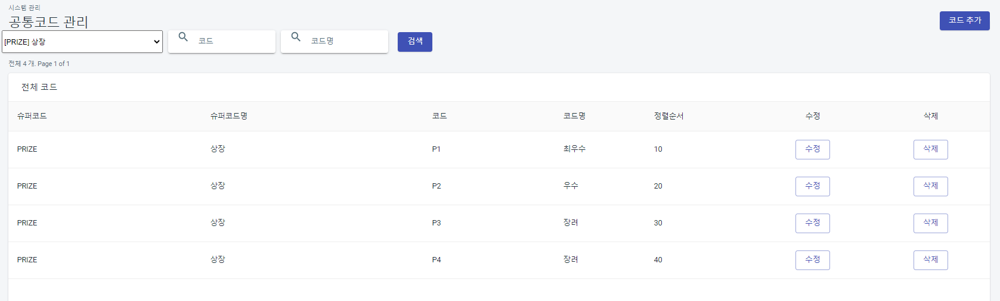 시스템 관리
공통코드 관리
코드 추가
[PRIZE] 상장 코드 코드명 검색
전체 4 개. Page 1 of 1
전체 코드
슈퍼코드 슈퍼코드명 코드 코드명 정렬순서 수정 삭제
PRIZE 상장 P1 최우수 10 수정 삭제
PRIZE 상장 P2 우수 20 수정 삭제
PRIZE 상장 P3 장려 30 수정 삭제
PRIZE 상장 P4 장려 40 수정 삭제